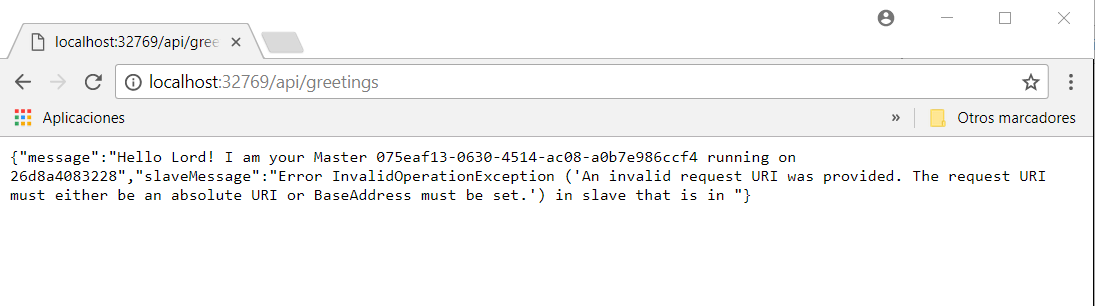 localhost:32769/api/gree
localhost:32769/api/greetings
Aplicaciones
»
Otros marcadores
{"message":"Hello Lord! I am your Master 075eaf13-0630-4514-ac08-a0b7e986ccf4 running on
26d8a4083228","slaveMessage":"Error InvalidOperationException ('An invalid request URI was provided. The request URI
must either be an absolute URI or BaseAddress must be set.') in slave that is in "}